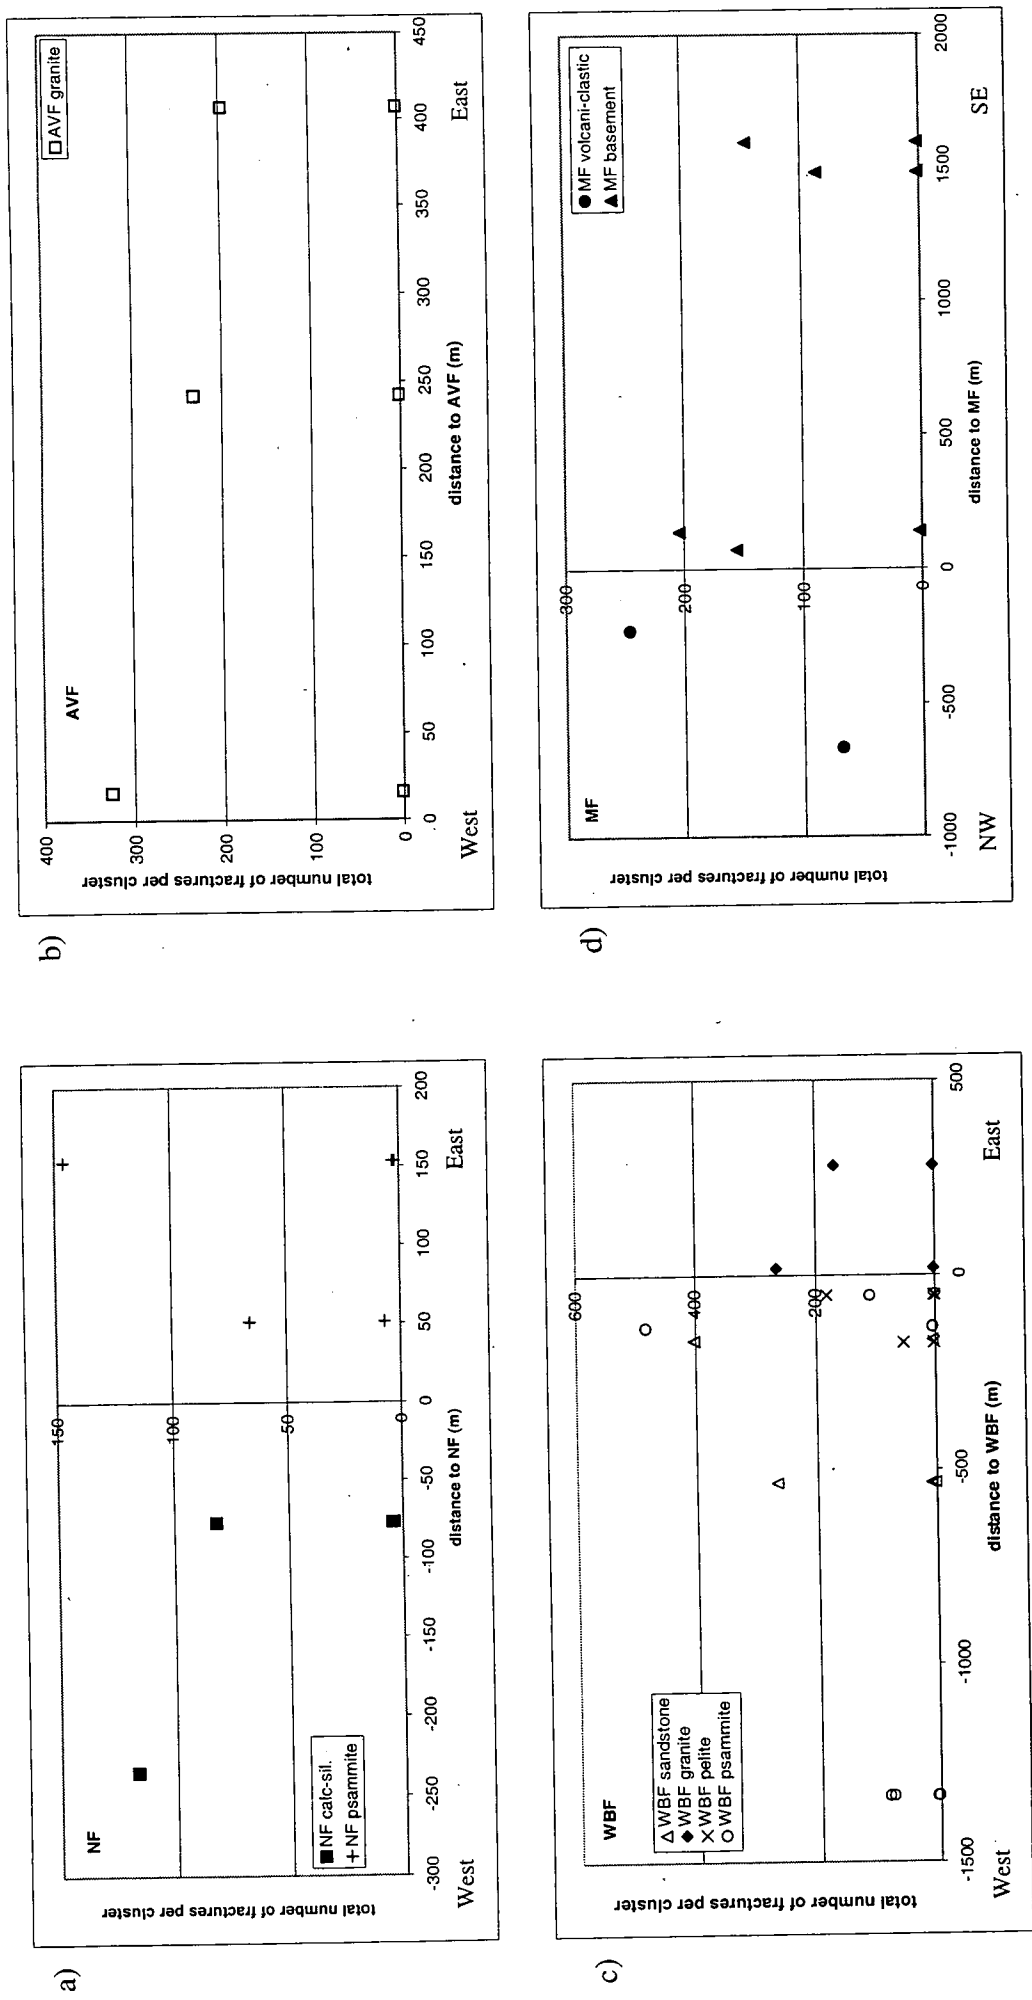 a)
NF
total number of fractures per cluster
150
100
50
0
-300
-250
-200
-150
-100
-50
0
50
100
150
200
distance to NF (m)
West
East
NF calc-sil.
NF psammite
b)
AVF
total number of fractures per cluster
400
300
200
100
0
0
50
100
150
200
250
300
350
400
450
distance to AVF (m)
West
East
AVF granite
c)
WBF
total number of fractures per cluster
600
400
200
-1500
-1000
-500
0
500
distance to WBF (m)
West
East
WBF sandstone
WBF granite
WBF pelite
WBF psammite
d)
MF
total number of fractures per cluster
300
200
100
0
-1000
-500
0
500
1000
1500
2000
distance to MF (m)
NW
SE
MF volcani-clastic
MF basement